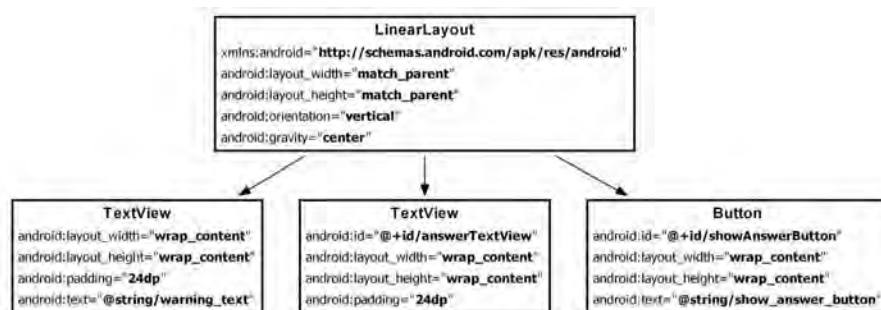 LinearLayout
xmlns:android="http://schemas.android.com/apk/res/android"
android:layout_width="match_parent"
android:layout_height="match_parent"
android:orientation="vertical"
android:gravity="center"
TextView
android:layout_width="wrap_content"
android:layout_height="wrap_content"
android:padding="24dp"
android:text="@string/warning_text"
TextView
android:id="@+id/answerTextView"
android:layout_width="wrap_content"
android:layout_height="wrap_content"
android:padding="24dp"
Button
android:id="@+id/showAnswerButton"
android:layout_width="wrap_content"
android:layout_height="wrap_content"
android:text="@string/show_answer_button"